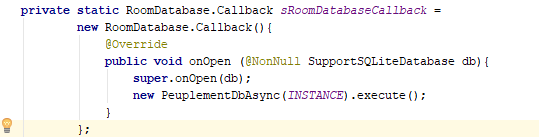 private static RoomDatabase.Callback sRoomDatabaseCallback =
new RoomDatabase.Callback(){
@Override
public void onOpen (@NonNull SupportSQLiteDatabase db){
super.onOpen(db);
new PeuplementDbAsync(INSTANCE).execute();
}
};